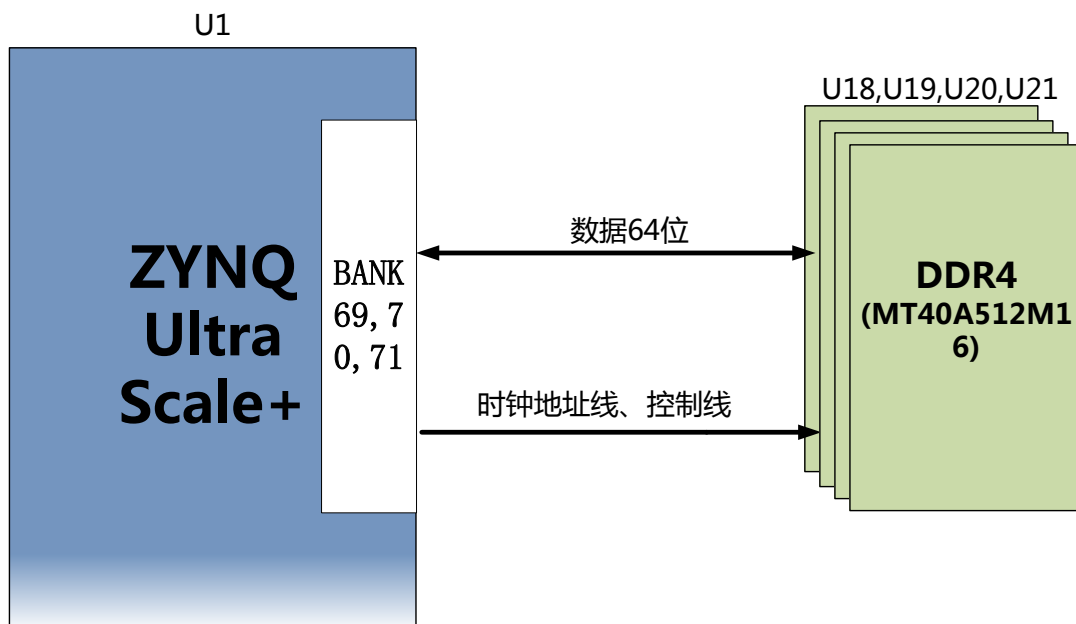 U1
U18,U19,U20,U21
ZYNQ
Ultra
Scale+
BANK
69,7
0,71
数据64位
时钟地址线、控制线
DDR4
(MT40A512M1
6)